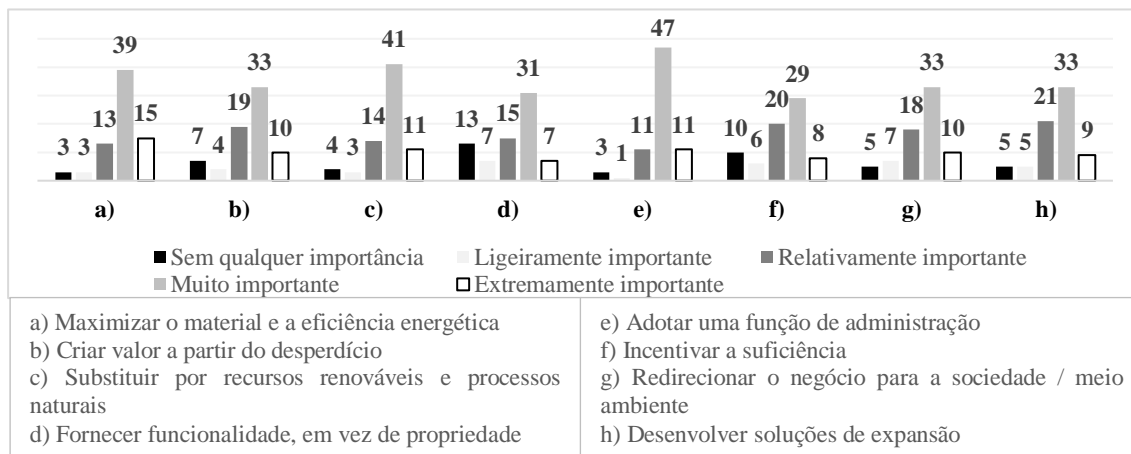 3 3 13 39 15
7 4 19 33 10
4 3 14 41 11
13 7 15 31 7
3 1 11 47 11
10 6 20 29 8
5 7 18 33 10
5 5 21 33 9
a) b) c) d) e) f) g) h)
Sem qualquer importância Ligeiramente importante Relativamente importante
Muito importante Extremamente importante
a) Maximizar o material e a eficiência energética
b) Criar valor a partir do desperdício
c) Substituir por recursos renováveis e processos
naturais
d) Fornecer funcionalidade, em vez de propriedade
e) Adotar uma função de administração
f) Incentivar a suficiência
g) Redirecionar o negócio para a sociedade / meio
ambiente
h) Desenvolver soluções de expansão